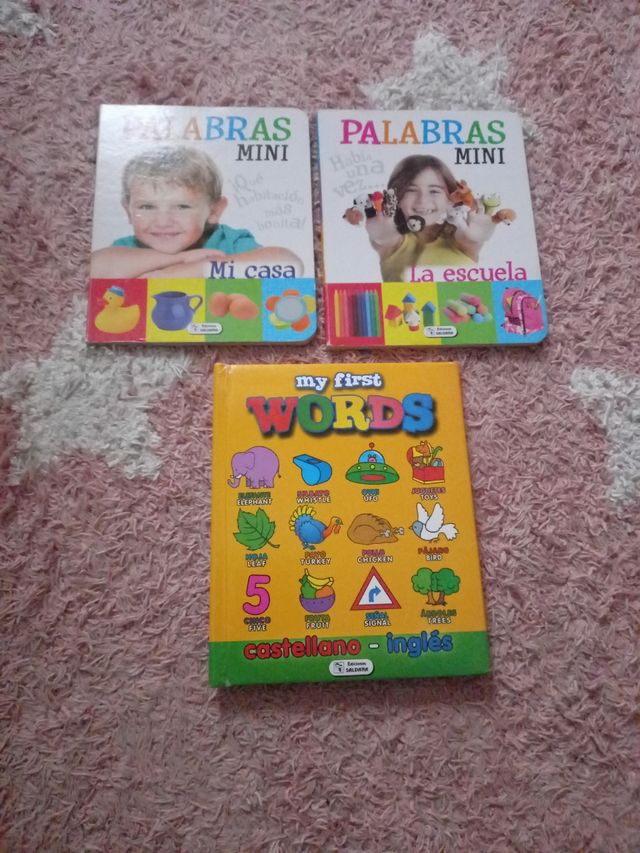 PALABRAS
MINI
¡Qué
habitación
más
bonita!
Mi casa
Ediciones
SALDAÑA
PALABRAS
MINI
Había
una
vez...
La escuela
Ediciones
SALDAÑA
my first
WORDS
ELEFANTE
ELEPHANT
SILBATO
WHISTLE
OVNI
UFO
JUGUETES
TOYS
HOJA
LEAF
PAVO
TURKEY
POLLO
CHICKEN
PÁJARO
BIRD
5
CINCO
FIVE
FRUTA
FRUIT
SEÑAL
SIGNAL
ÁRBOLES
TREES
castellano - inglés
Ediciones
SALDAÑA